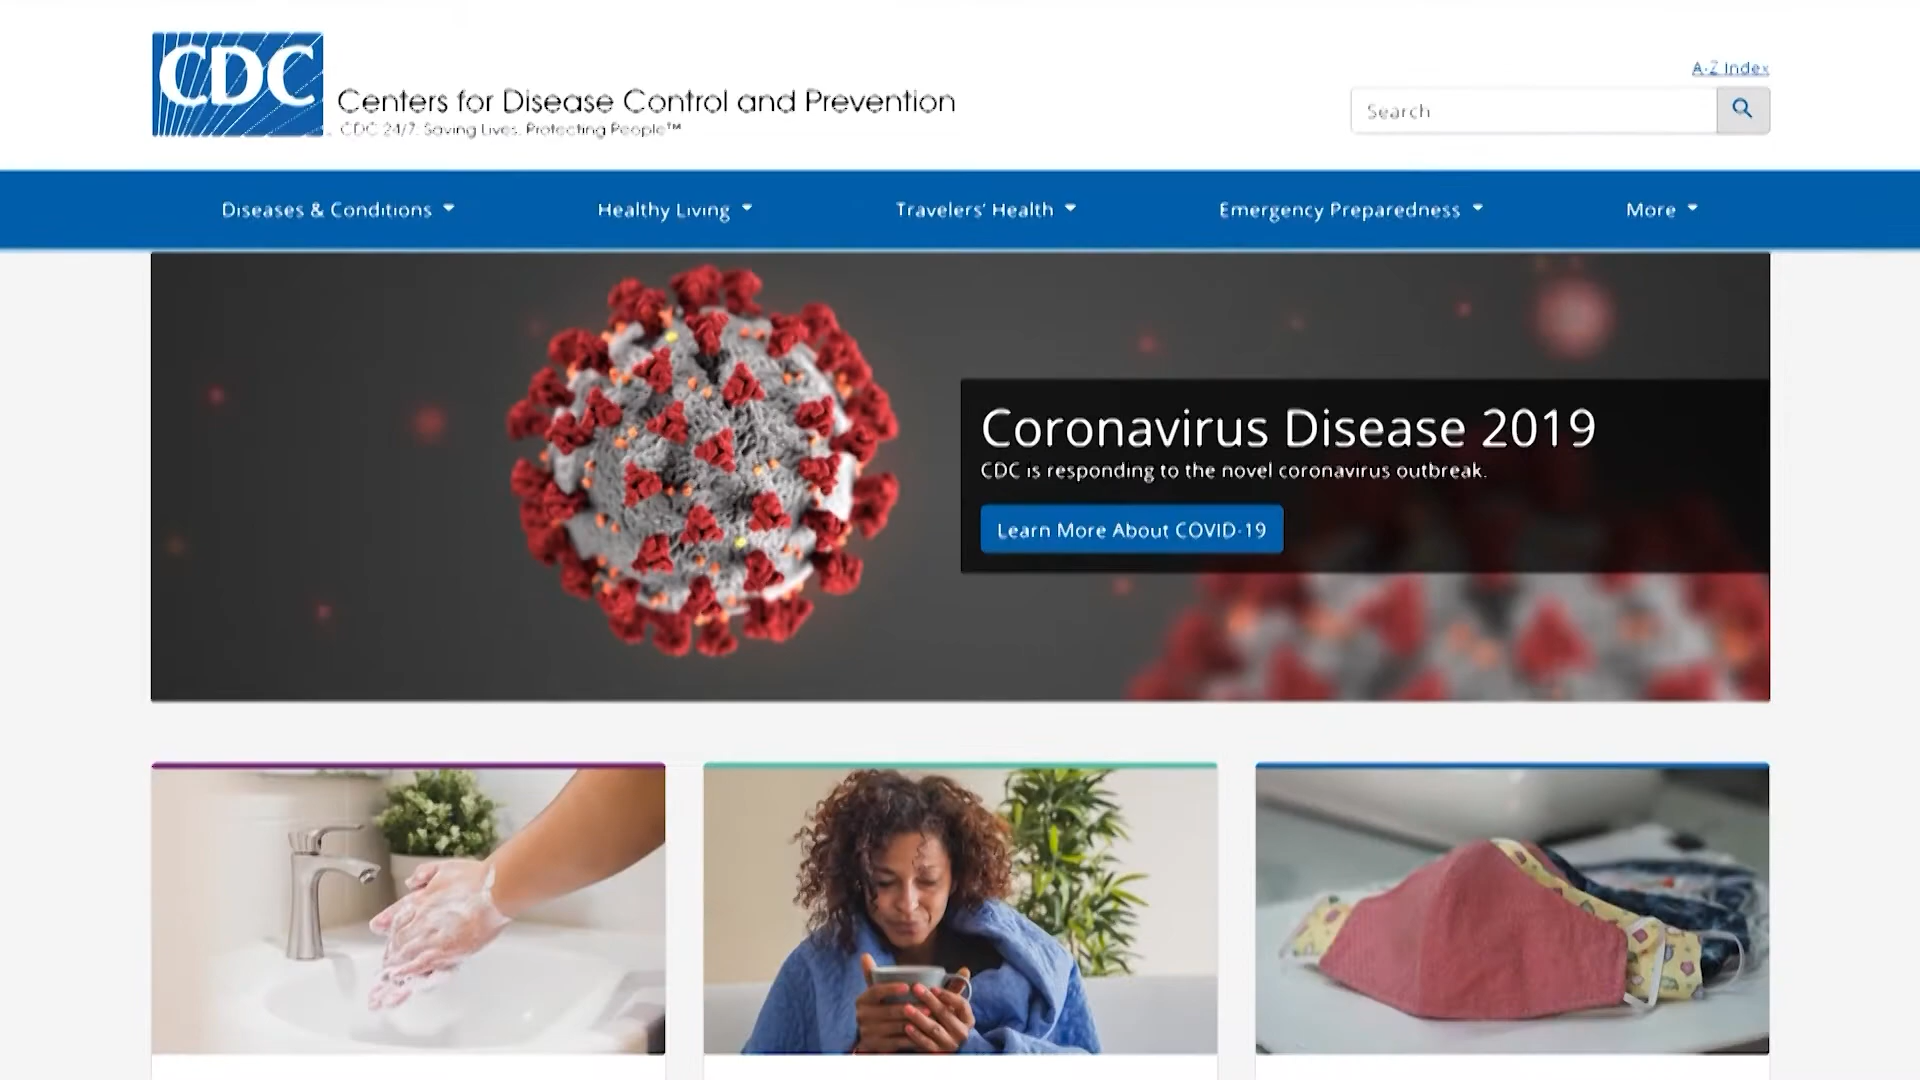 CDC
Centers for Disease Control and Prevention
CDC 24/7. Saving Lives. Protecting People™
A-Z Index
Search
Diseases & Conditions
Healthy Living
Travelers' Health
Emergency Preparedness
More
Coronavirus Disease 2019
CDC is responding to the novel coronavirus outbreak.
Learn More About COVID-19